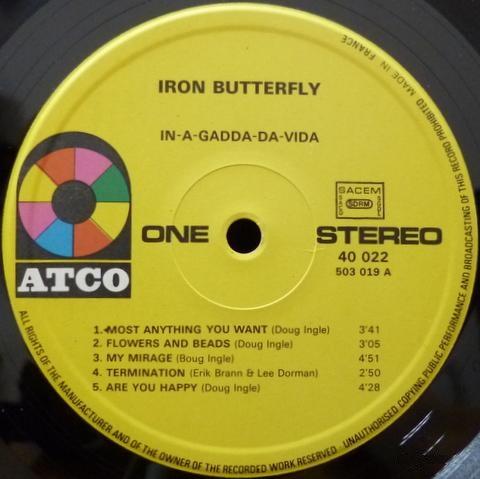 IRON BUTTERFLY
IN-A-GADDA-DA-VIDA
ATCO
ONE
SACEM
SDRM
STEREO
40 022
503 019 A
1. MOST ANYTHING YOU WANT (Doug Ingle) 3'41
2. FLOWERS AND BEADS (Doug Ingle) 3'05
3. MY MIRAGE (Boug Ingle) 4'51
4. TERMINATION (Erik Brann & Lee Dorman) 2'50
5. ARE YOU HAPPY (Doug Ingle) 4'28
ALL RIGHTS OF THE MANUFACTURER AND OF THE OWNER OF THE RECORDED WORK RESERVED - UNAUTHORISED COPYING PUBLIC PERFORMANCE AND BROADCASTING OF THIS RECORD PROHIBITED MADE IN FRANCE